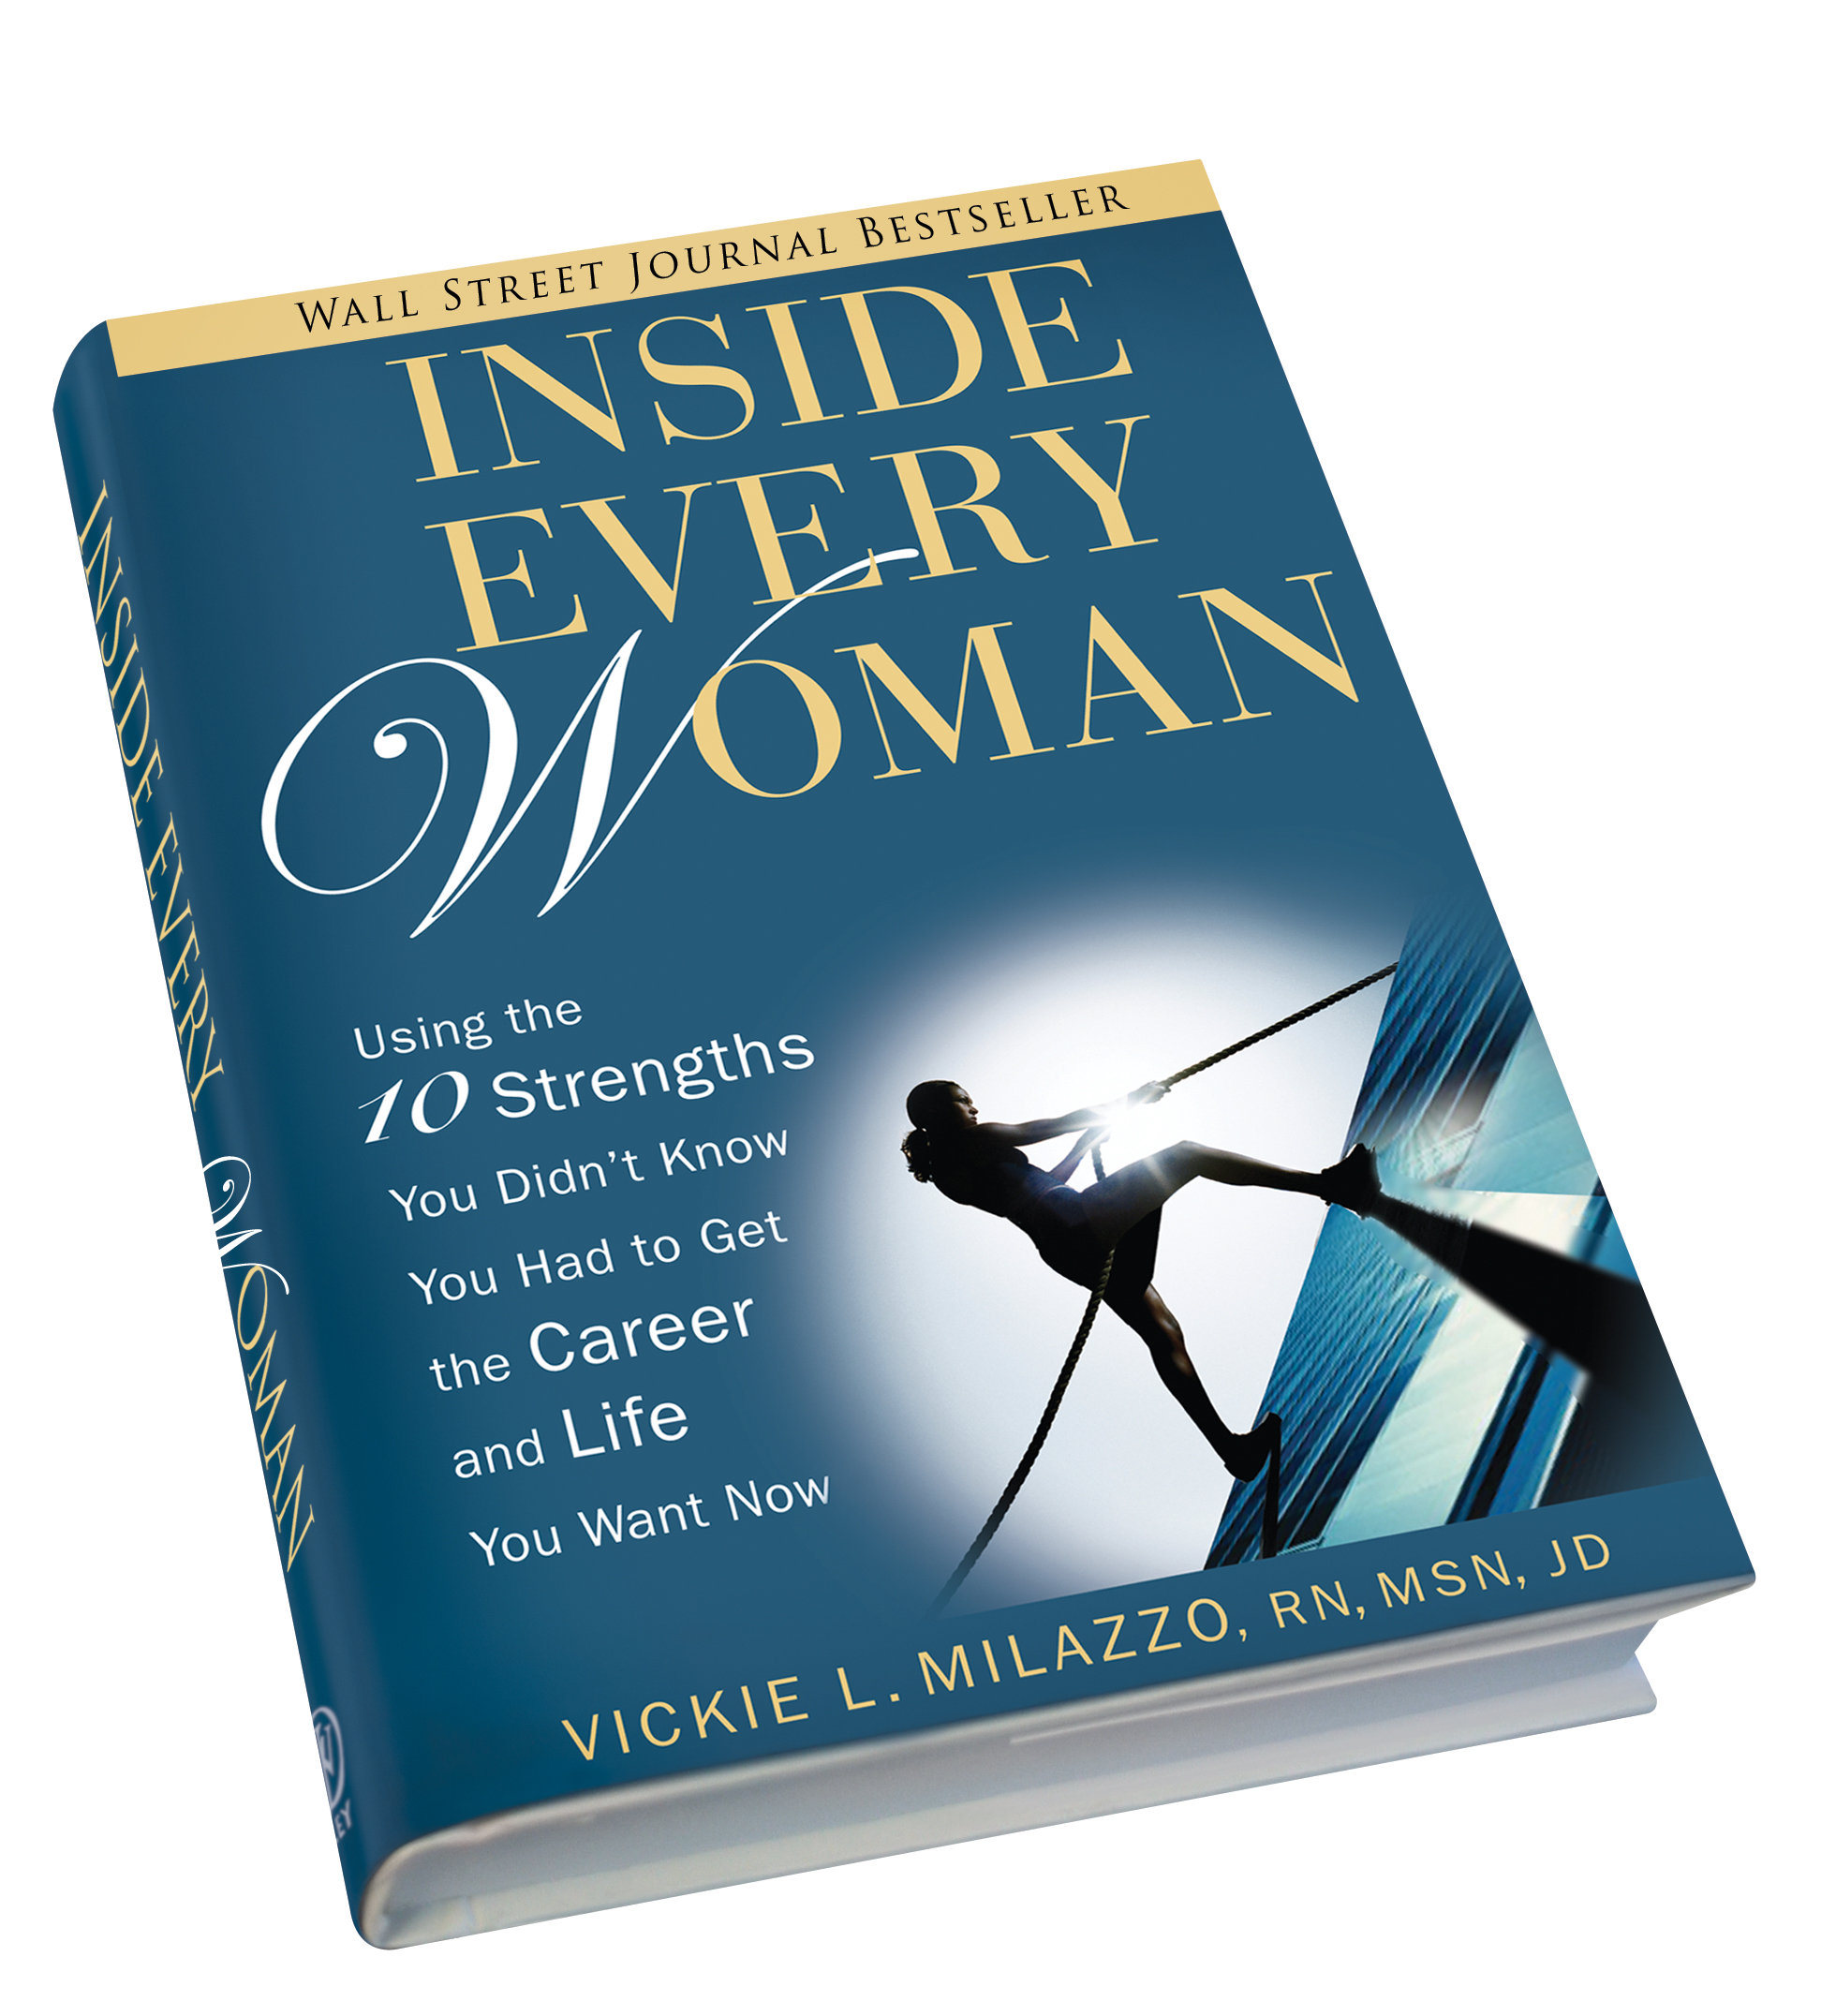 WALL STREET JOURNAL BESTSELLER
INSIDE
EVERY
WOMAN
Using the
10 Strengths
You Didn't Know
You Had to Get
the Career
and Life
You Want Now
VICKIE L. MILAZZO, RN, MSN, JD
INSIDE EVERY WOMAN